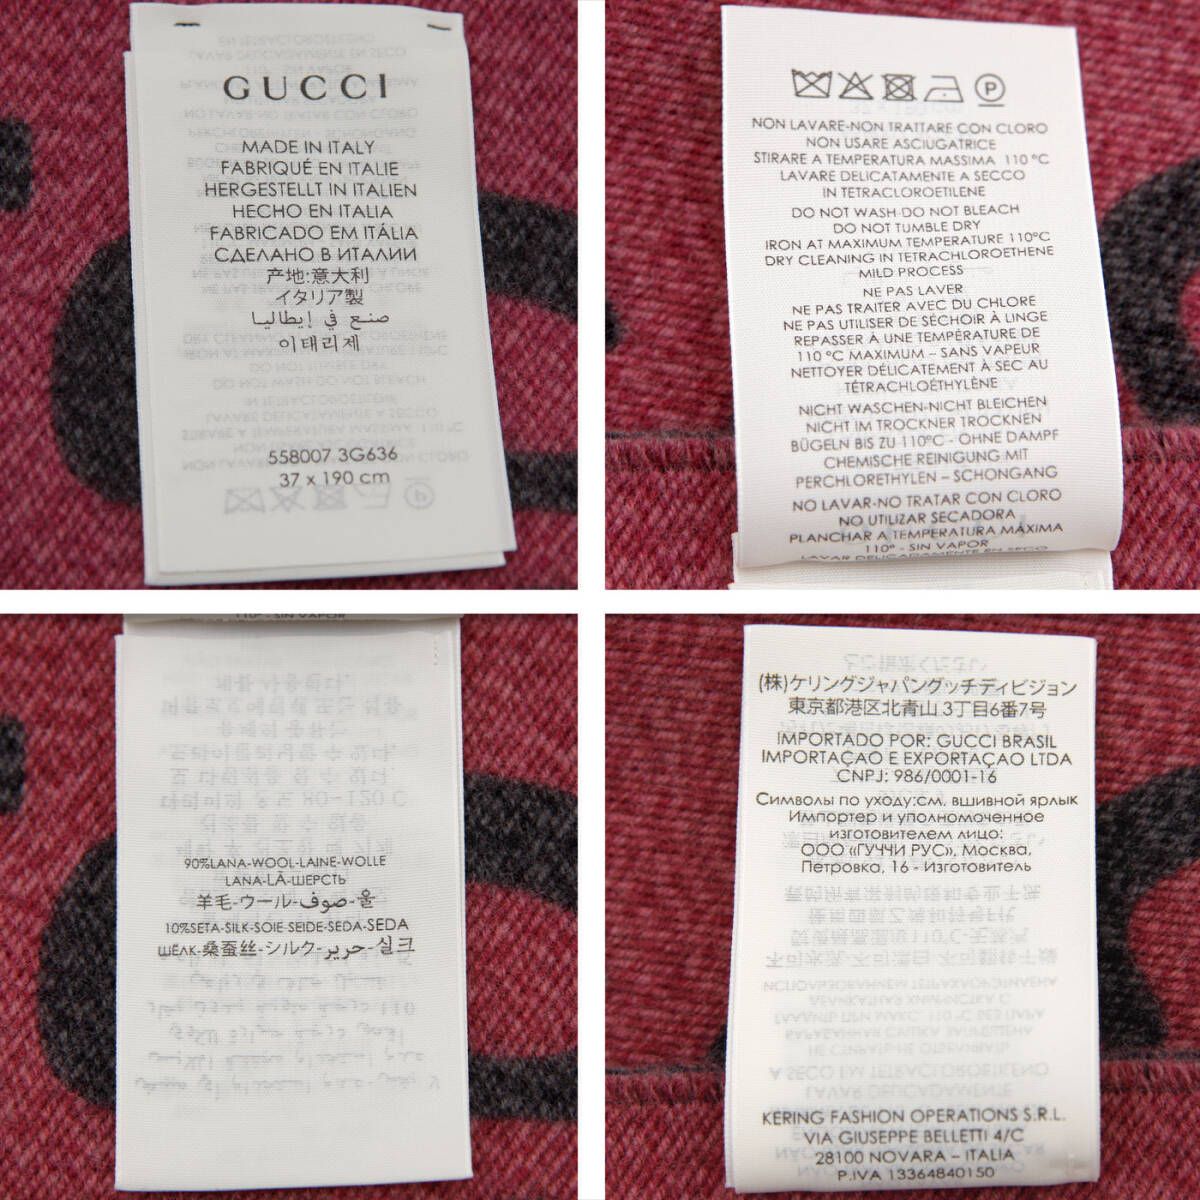 GUCCI
MADE IN ITALY
FABRIQUÉ EN ITALIE
HERGESTELLT IN ITALIEN
HECHO EN ITALIA
FABRICADO EM ITÁLIA
СДЕЛАНО В ИТАЛИИ
产地:意大利
イタリア製
صنع في إيطاليا
이태리제
558007 3G636
37 x 190 cm
P
NON LAVARE-NON TRATTARE CON CLORO
NON USARE ASCIUGATRICE
STIRARE A TEMPERATURA MASSIMA 110 °C
LAVARE DELICATAMENTE A SECCO
IN TETRACLOROETILENE
DO NOT WASH-DO NOT BLEACH
DO NOT TUMBLE DRY
IRON AT MAXIMUM TEMPERATURE 110°C
DRY CLEANING IN TETRACHLOROETHENE
MILD PROCESS
NE PAS LAVER
NE PAS TRAITER AVEC DU CHLORE
NE PAS UTILISER DE SÉCHOIR À LINGE
REPASSER À UNE TEMPÉRATURE DE
110 °C MAXIMUM – SANS VAPEUR
NETTOYER DÉLICATEMENT À SEC AU
TÉTRACHLOÉTHYLÈNE
NICHT WASCHEN-NICHT BLEICHEN
NICHT IM TROCKNER TROCKNEN
BÜGELN BIS ZU 110°C - OHNE DAMPF
CHEMISCHE REINIGUNG MIT
PERCHLORETHYLEN – SCHONGANG
NO LAVAR-NO TRATAR CON CLORO
NO UTILIZAR SECADORA
PLANCHAR A TEMPERATURA MÁXIMA
110° - SIN VAPOR
LAVAR DELICADAMENTE EN SECO
110° - SIN VAPOR
90%LANA-WOOL-LAINE-WOLLE
LANA-LÃ-ШЕРСТЬ
羊毛-ウール-صوف-울
10%SETA-SILK-SOIE-SEIDE-SEDA-SEDA
ШЁЛК-桑蚕丝-シルク-حرير-실크
(株)ケリングジャパングッチディビジョン
東京都港区北青山 3丁目6番7号
IMPORTADO POR: GUCCI BRASIL
IMPORTAÇAO E EXPORTAÇAO LTDA
CNPJ: 986/0001-16
Символы по уходу:см. вшивной ярлык
Импортер и уполномоченное
изготовителем лицо:
ООО "ГУЧЧИ РУС", Москва,
Петровка, 16 - Изготовитель
KERING FASHION OPERATIONS S.R.L.
VIA GIUSEPPE BELLETTI 4/C
28100 NOVARA – ITALIA
P.IVA 13364840150